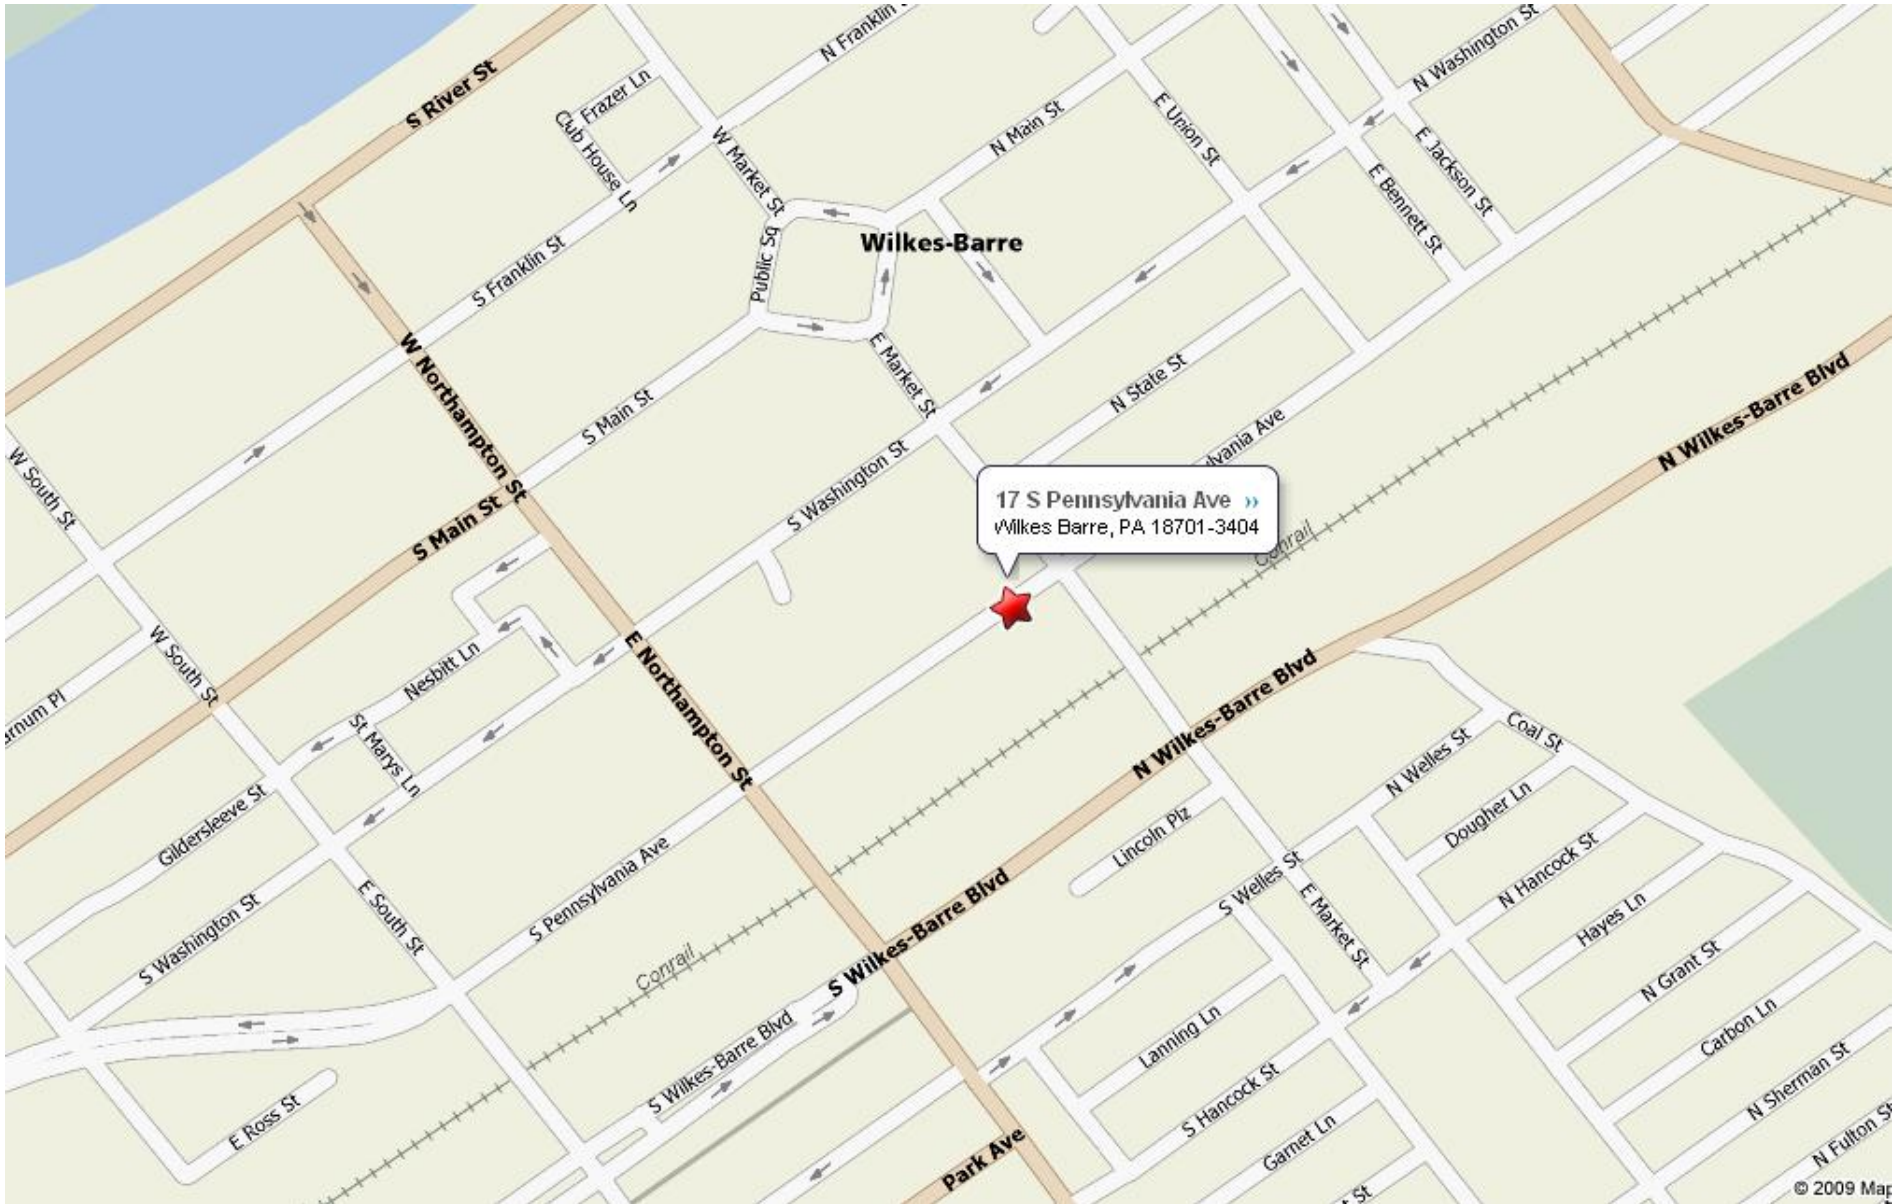 S River St
Frazer Ln
Club House Ln
N Franklin
W Market St
N Main St
E Union St
N Washington St
E Jackson St
E Bennett St
Public Sq
Wilkes-Barre
S Franklin St
E Market St
W Northampton St
S Main St
N State St
N Wilkes-Barre Blvd
W South St
S Main St
S Washington St
lvania Ave
17 S Pennsylvania Ave ››
Wilkes Barre, PA 18701-3404
Conrail
W South St
Nesbitt Ln
E Northampton St
N Wilkes-Barre Blvd
rnum Pl
St Marys Ln
Coal St
N Welles St
Gildersleeve St
Lincoln Plz
Dougher Ln
S Pennsylvania Ave
S Welles St
N Hancock St
E South St
S Washington St
S Wilkes-Barre Blvd
E Market St
Hayes Ln
Conrail
N Grant St
Carbon Ln
S Wilkes-Barre Blvd
Lanning Ln
E Ross St
S Hancock St
N Sherman St
Garnet Ln
N Fulton St
Park Ave
t St
© 2009 Map